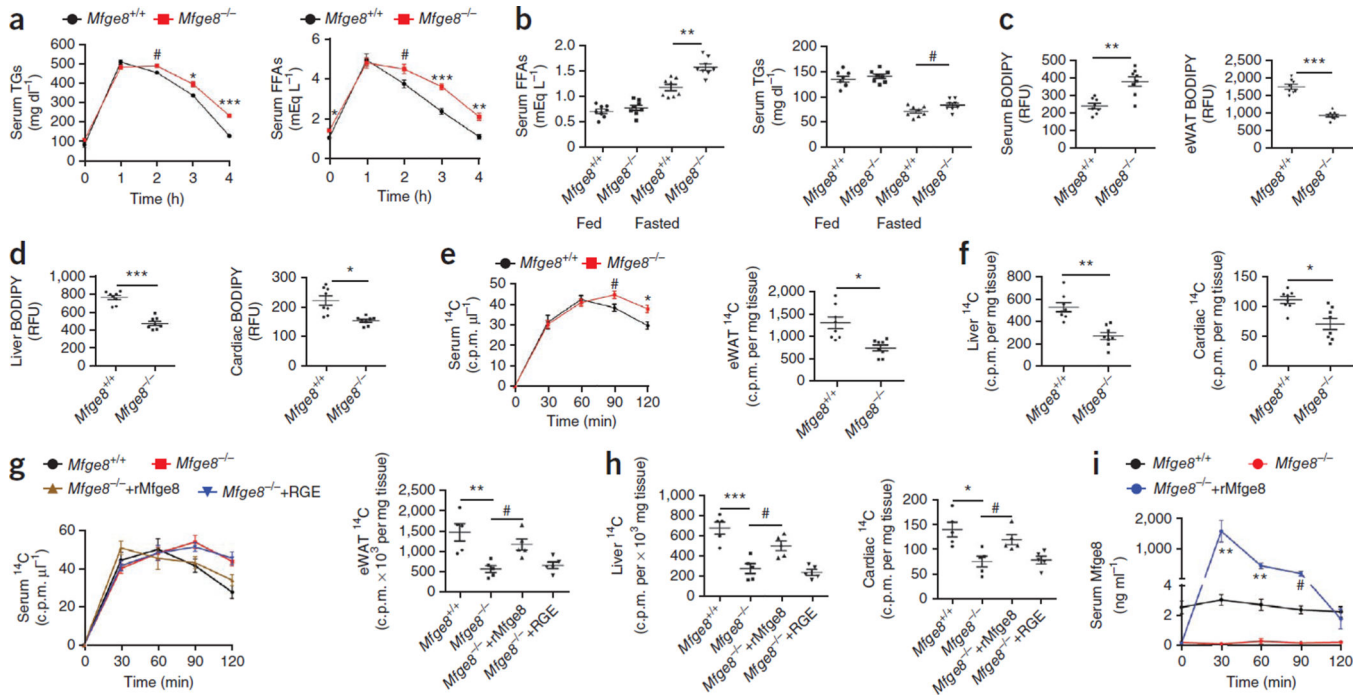 a
Mfge8+/+ Mfge8–/–
Serum TGs
(mg dl–1)
600
500
400
300
200
100
0
#
*
***
0 1 2 3 4
Time (h)
Mfge8+/+ Mfge8–/–
Serum FFAs
(mEq L–1)
6
4
2
0
*
#
***
**
0 1 2 3 4
Time (h)
b
Serum FFAs
(mEq L–1)
2.0
1.5
1.0
0.5
0
**
Mfge8+/+
Mfge8–/–
Mfge8+/+
Mfge8–/–
Fed Fasted
Serum TGs
(mg dl–1)
200
150
100
50
0
#
Mfge8+/+
Mfge8–/–
Mfge8+/+
Mfge8–/–
Fed Fasted
c
Serum BODIPY
(RFU)
500
400
300
200
100
0
**
Mfge8+/+
Mfge8–/–
eWAT BODIPY
(RFU)
2,500
2,000
1,500
1,000
500
0
***
Mfge8+/+
Mfge8–/–
d
Liver BODIPY
(RFU)
1,000
800
600
400
200
0
***
Mfge8+/+
Mfge8–/–
Cardiac BODIPY
(RFU)
300
200
100
0
*
Mfge8+/+
Mfge8–/–
e
Mfge8+/+ Mfge8–/–
Serum 14C
(c.p.m. µl–1)
50
40
30
20
10
0
#
*
0 30 60 90 120
Time (min)
eWAT 14C
(c.p.m. per mg tissue)
2,000
1,500
1,000
500
0
*
Mfge8+/+
Mfge8–/–
f
Liver 14C
(c.p.m. per mg tissue)
800
600
400
200
0
**
Mfge8+/+
Mfge8–/–
Cardiac 14C
(c.p.m. per mg tissue)
150
100
50
0
*
Mfge8+/+
Mfge8–/–
g
Mfge8+/+ Mfge8–/–
Mfge8–/–+rMfge8 Mfge8–/–+RGE
Serum 14C
(c.p.m. µl–1)
80
60
40
20
0
0 30 60 90 120
Time (min)
eWAT 14C
(c.p.m. × 103 per mg tissue)
2,500
2,000
1,500
1,000
500
0
**
#
Mfge8+/+
Mfge8–/–
Mfge8–/–+rMfge8
Mfge8–/–+RGE
h
Liver 14C
(c.p.m. per × 103 mg tissue)
1,000
800
600
400
200
0
***
#
Mfge8+/+
Mfge8–/–
Mfge8–/–+rMfge8
Mfge8–/–+RGE
Cardiac 14C
(c.p.m. per × 103 mg tissue)
200
150
100
50
0
*
#
Mfge8+/+
Mfge8–/–
Mfge8–/–+rMfge8
Mfge8–/–+RGE
i
Mfge8+/+ Mfge8–/–
Mfge8–/–+rMfge8
Serum Mfge8
(ng ml–1)
2,000
1,000
4
2
0
**
**
#
0 30 60 90 120
Time (min)